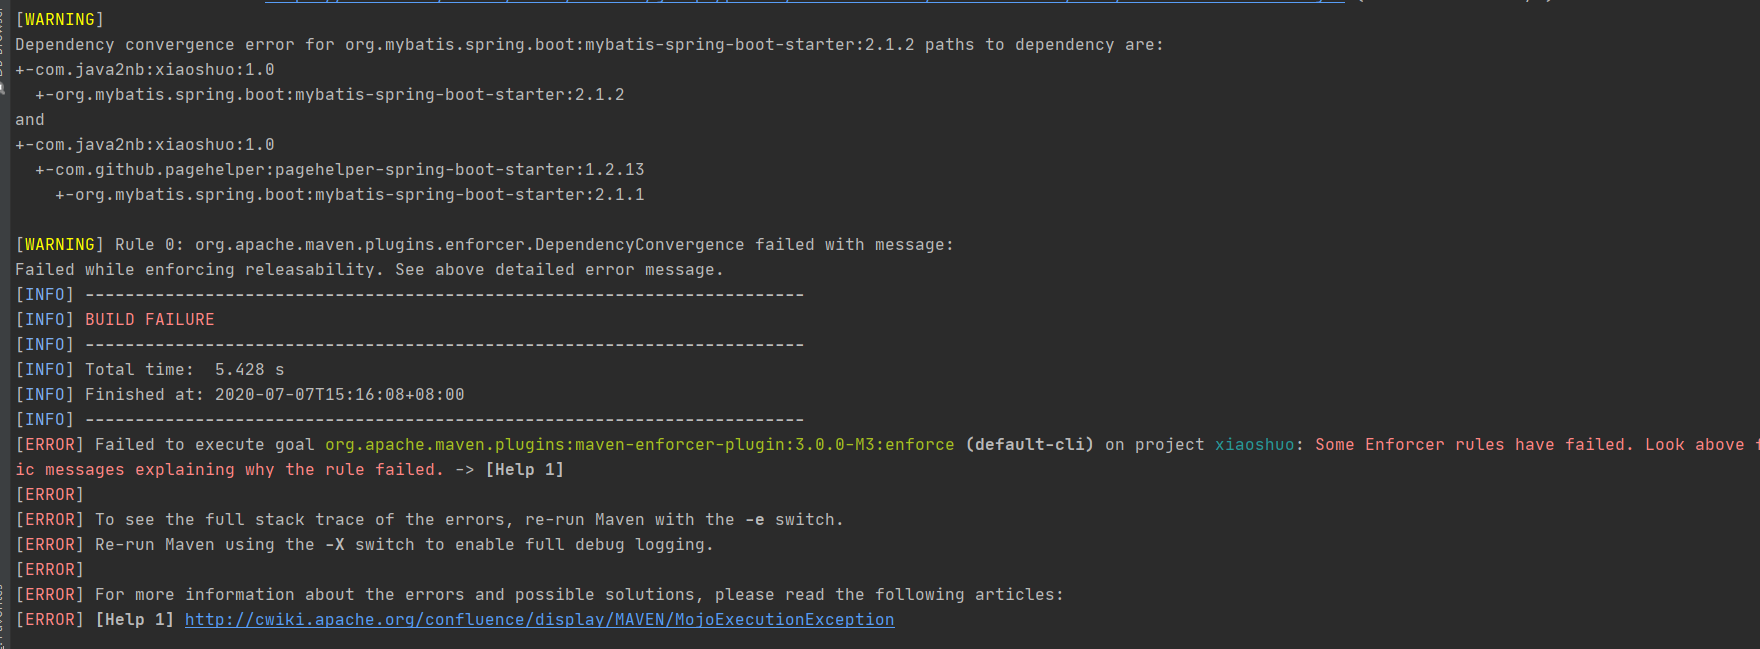 [WARNING]
Dependency convergence error for org.mybatis.spring.boot:mybatis-spring-boot-starter:2.1.2 paths to dependency are:
+-com.java2nb:xiaoshuo:1.0
  +-org.mybatis.spring.boot:mybatis-spring-boot-starter:2.1.2
and
+-com.java2nb:xiaoshuo:1.0
  +-com.github.pagehelper:pagehelper-spring-boot-starter:1.2.13
    +-org.mybatis.spring.boot:mybatis-spring-boot-starter:2.1.1
[WARNING] Rule 0: org.apache.maven.plugins.enforcer.DependencyConvergence failed with message:
Failed while enforcing releasability. See above detailed error message.
[INFO] ------------------------------------------------------------------------
[INFO] BUILD FAILURE
[INFO] ------------------------------------------------------------------------
[INFO] Total time:  5.428 s
[INFO] Finished at: 2020-07-07T15:16:08+08:00
[INFO] ------------------------------------------------------------------------
[ERROR] Failed to execute goal org.apache.maven.plugins:maven-enforcer-plugin:3.0.0-M3:enforce (default-cli) on project xiaoshuo: Some Enforcer rules have failed. Look above
ic messages explaining why the rule failed. -> [Help 1]
[ERROR]
[ERROR] To see the full stack trace of the errors, re-run Maven with the -e switch.
[ERROR] Re-run Maven using the -X switch to enable full debug logging.
[ERROR]
[ERROR] For more information about the errors and possible solutions, please read the following articles:
[ERROR] [Help 1] http://cwiki.apache.org/confluence/display/MAVEN/MojoExecutionException